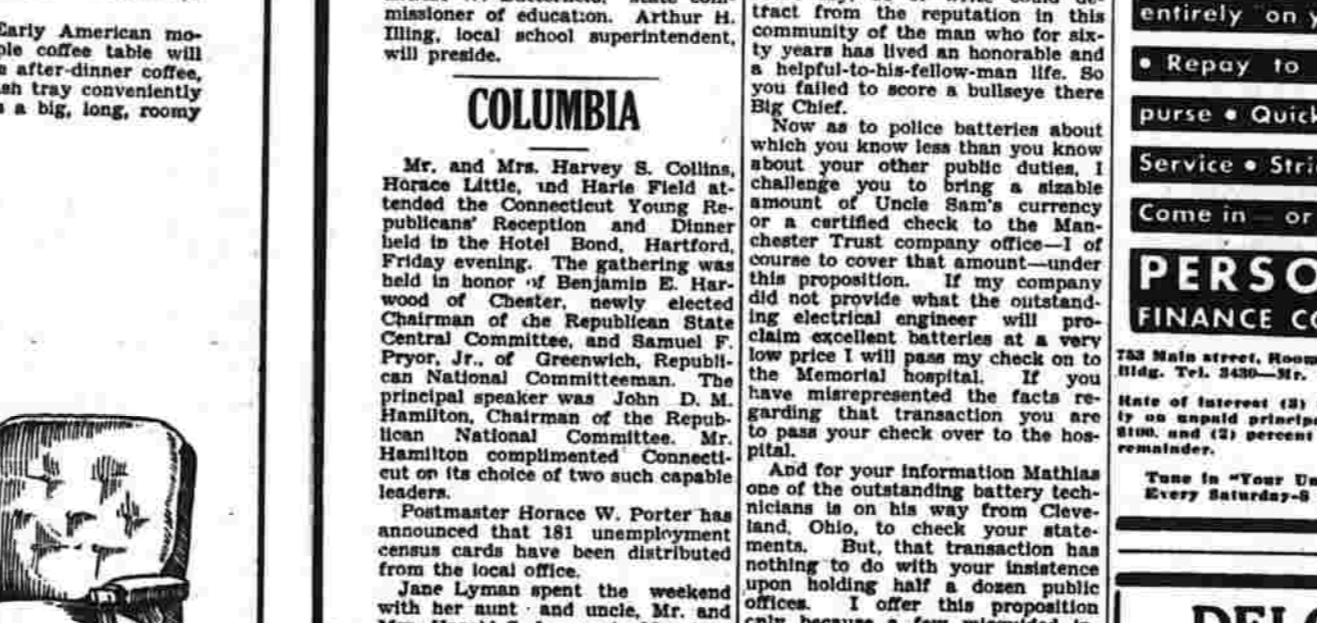 Early American mo-
ple coffee table will
after-dinner coffee,
ash tray conveniently
a big, long, roomy
missioner of education. Arthur H.
Illing, local school superintendent,
will preside.
COLUMBIA
Mr. and Mrs. Harvey S. Collins,
Horace Little, and Harie Field at-
tended the Connecticut Young Re-
publicans' Reception and Dinner
held in the Hotel Bond, Hartford,
Friday evening. The gathering was
held in honor of Benjamin E. Har-
wood of Chester, newly elected
Chairman of the Republican State
Central Committee, and Samuel F.
Pryor, Jr., of Greenwich, Republi-
can National Committeeman. The
principal speaker was John D. M.
Hamilton, Chairman of the Repub-
lican National Committee. Mr.
Hamilton complimented Connecti-
cut on its choice of two such capable
leaders.
Postmaster Horace W. Porter has
announced that 181 unemployment
census cards have been distributed
from the local office.
Jane Lyman spent the weekend
with her aunt and uncle, Mr. and
tract from the reputation in this
community of the man who for six-
ty years has lived an honorable and
a helpful-to-his-fellow-man life. So
you failed to score a bullseye there
Big Chief.
Now as to police batteries about
which you know less than you know
about your other public duties, I
challenge you to bring a sizable
amount of Uncle Sam's currency
or a certified check to the Man-
chester Trust company office—I of
course to cover that amount—under
this proposition. If my company
did not provide what the outstand-
ing electrical engineer will pro-
claim excellent batteries at a very
low price I will pass my check on to
the Memorial hospital. If you
have misrepresented the facts re-
garding that transaction you are
to pass your check over to the hos-
pital.
And for your information Mathias
one of the outstanding battery tech-
nicians is on his way from Cleve-
land, Ohio, to check your state-
ments. But, that transaction has
nothing to do with your insistence
upon holding half a dozen public
offices. I offer this proposition
only because a few misguided in-
entirely on y
• Repay to
purse • Quick
Service • Stri
Come in or
PERSO
FINANCE CO
753 Main street, Room
Bldg. Tel. 3430—Mr.
Rate of interest (3)
ly on unpaid princip
$100, and (2) percent
remainder.
Tune in "Your Un
Every Saturday-8
DELC